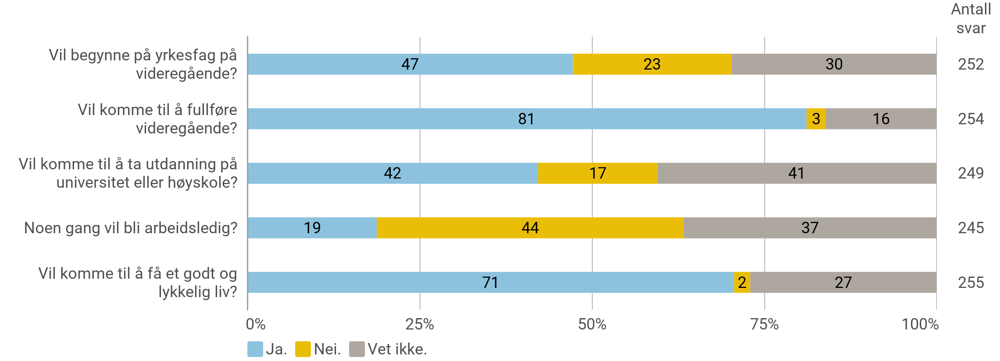 Antall
svar
Vil begynne på yrkesfag på
videregående?
47 23 30 252
Vil komme til å fullføre
videregående?
81 3 16 254
Vil komme til å ta utdanning på
universitet eller høyskole?
42 17 41 249
Noen gang vil bli arbeidsledig? 19 44 37 245
Vil komme til å få et godt og
lykkelig liv?
71 2 27 255
0% 25% 50% 75% 100%
Ja. Nei. Vet ikke.